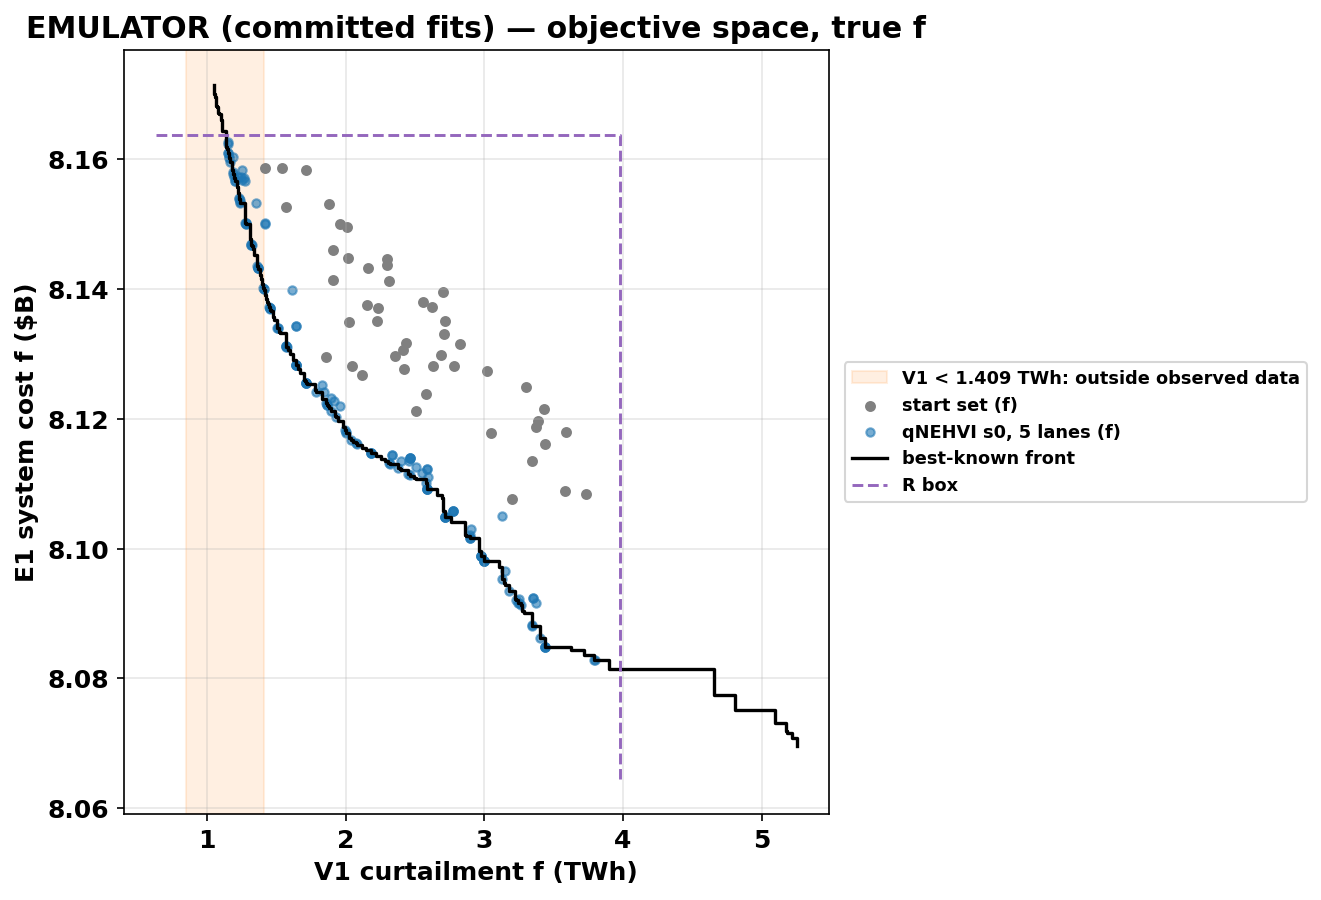 EMULATOR (committed fits) — objective space, true f
8.16
8.14
8.12
8.10
8.08
8.06
E1 system cost f ($B)
1 2 3 4 5
V1 curtailment f (TWh)
V1 < 1.409 TWh: outside observed data
start set (f)
qNEHVI s0, 5 lanes (f)
best-known front
R box